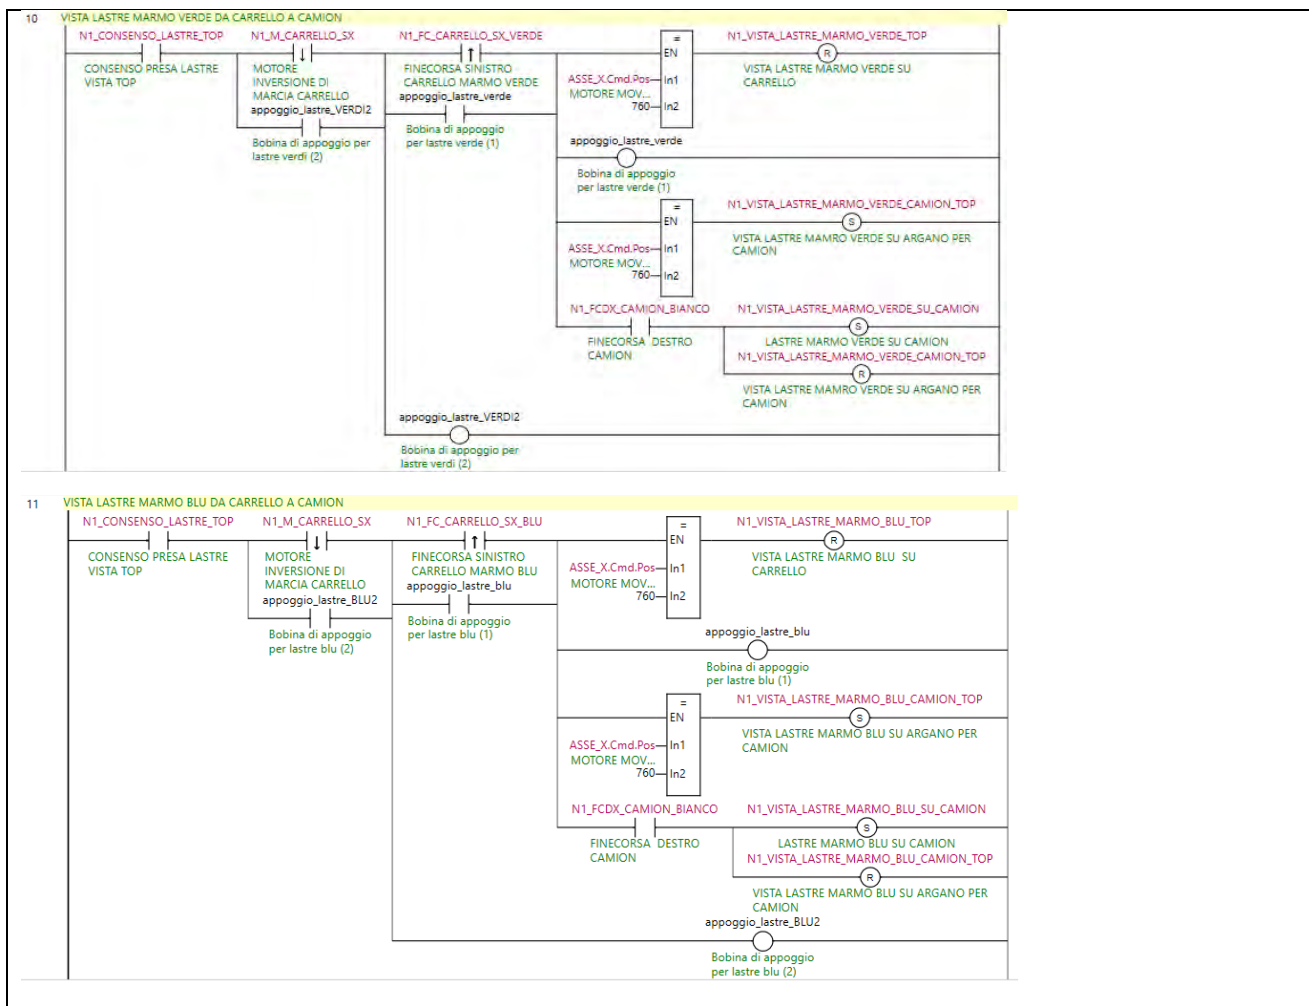 10 VISTA LASTRE MARMO VERDE DA CARRELLO A CAMION
N1_CONSENSO_LASTRE_TOP N1_M_CARRELLO_SX N1_FC_CARRELLO_SX_VERDE = N1_VISTA_LASTRE_MARMO_VERDE_TOP
EN R
CONSENSO PRESA LASTRE MOTORE FINECORSA SINISTRO VISTA LASTRE MARMO VERDE SU
VISTA TOP INVERSIONE DI CARRELLO MARMO VERDE ASSE_X.Cmd.Pos In1 CARRELLO
MARCIA CARRELLO appoggio_lastre_verde MOTORE MOV...
appoggio_lastre_VERDI2 760 In2
Bobina di appoggio
Bobina di appoggio per per lastre verde (1) appoggio_lastre_verde
lastre verdi (2)
Bobina di appoggio
per lastre verde (1)
= N1_VISTA_LASTRE_MARMO_VERDE_CAMION_TOP
EN S
ASSE_X.Cmd.Pos In1 VISTA LASTRE MAMRO VERDE SU ARGANO PER
MOTORE MOV... CAMION
760 In2
N1_FCDX_CAMION_BIANCO N1_VISTA_LASTRE_MARMO_VERDE_SU_CAMION
S
FINECORSA DESTRO LASTRE MARMO VERDE SU CAMION
CAMION N1_VISTA_LASTRE_MARMO_VERDE_CAMION_TOP
R
VISTA LASTRE MAMRO VERDE SU ARGANO PER
CAMION
appoggio_lastre_VERDI2
Bobina di appoggio per
lastre verdi (2)
11 VISTA LASTRE MARMO BLU DA CARRELLO A CAMION
N1_CONSENSO_LASTRE_TOP N1_M_CARRELLO_SX N1_FC_CARRELLO_SX_BLU = N1_VISTA_LASTRE_MARMO_BLU_TOP
EN R
CONSENSO PRESA LASTRE MOTORE FINECORSA SINISTRO VISTA LASTRE MARMO BLU SU
VISTA TOP INVERSIONE DI CARRELLO MARMO BLU ASSE_X.Cmd.Pos In1 CARRELLO
MARCIA CARRELLO appoggio_lastre_blu MOTORE MOV...
appoggio_lastre_BLU2 760 In2
Bobina di appoggio
Bobina di appoggio per lastre blu (1) appoggio_lastre_blu
per lastre blu (2)
Bobina di appoggio
per lastre blu (1)
= N1_VISTA_LASTRE_MARMO_BLU_CAMION_TOP
EN S
ASSE_X.Cmd.Pos In1 VISTA LASTRE MARMO BLU SU ARGANO PER
MOTORE MOV... CAMION
760 In2
N1_FCDX_CAMION_BIANCO N1_VISTA_LASTRE_MARMO_BLU_SU_CAMION
S
FINECORSA DESTRO LASTRE MARMO BLU SU CAMION
CAMION N1_VISTA_LASTRE_MARMO_BLU_CAMION_TOP
R
VISTA LASTRE MARMO BLU SU ARGANO PER
CAMION
appoggio_lastre_BLU2
Bobina di appoggio
per lastre blu (2)